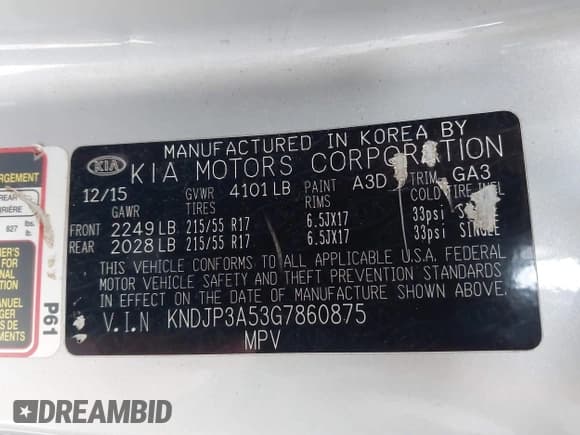 MANUFACTURED IN KOREA BY
KIA KIA MOTORS CORPORATION
12/15 GVWR 4101LB PAINT A3D TRIM GA3
GAWR TIRES RIMS COLD TIRE INFL
FRONT 2249LB 215/55 R17 6.5JX17 33psi
REAR 2028LB 215/55 R17 6.5JX17 33psi SINGLE
THIS VEHICLE CONFORMS TO ALL APPLICABLE U.S.A. FEDERAL
MOTOR VEHICLE SAFETY AND THEFT PREVENTION STANDARDS
IN EFFECT ON THE DATE OF MANUFACTURE SHOWN ABOVE.
V.I.N KNDJP3A53G7860875
MPV
P61
827 lbs.
DREAMBID